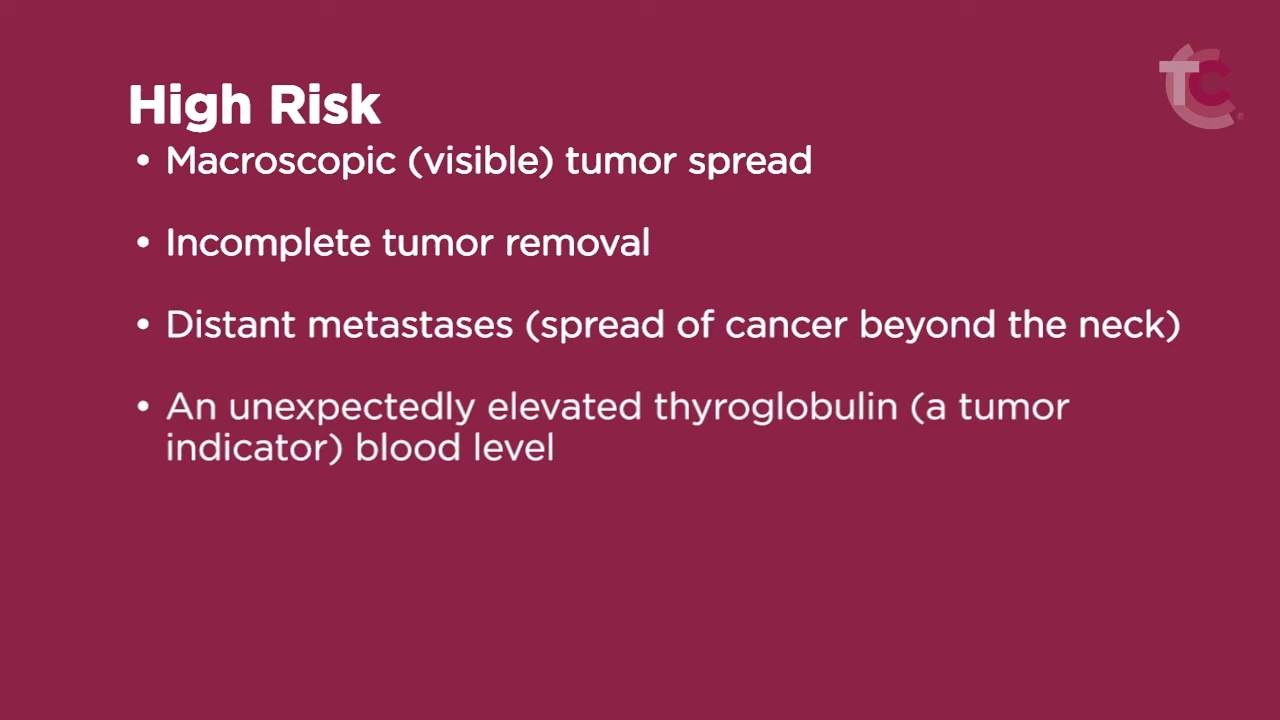 TC
High Risk
• Macroscopic (visible) tumor spread
• Incomplete tumor removal
• Distant metastases (spread of cancer beyond the neck)
• An unexpectedly elevated thyroglobulin (a tumor
indicator) blood level